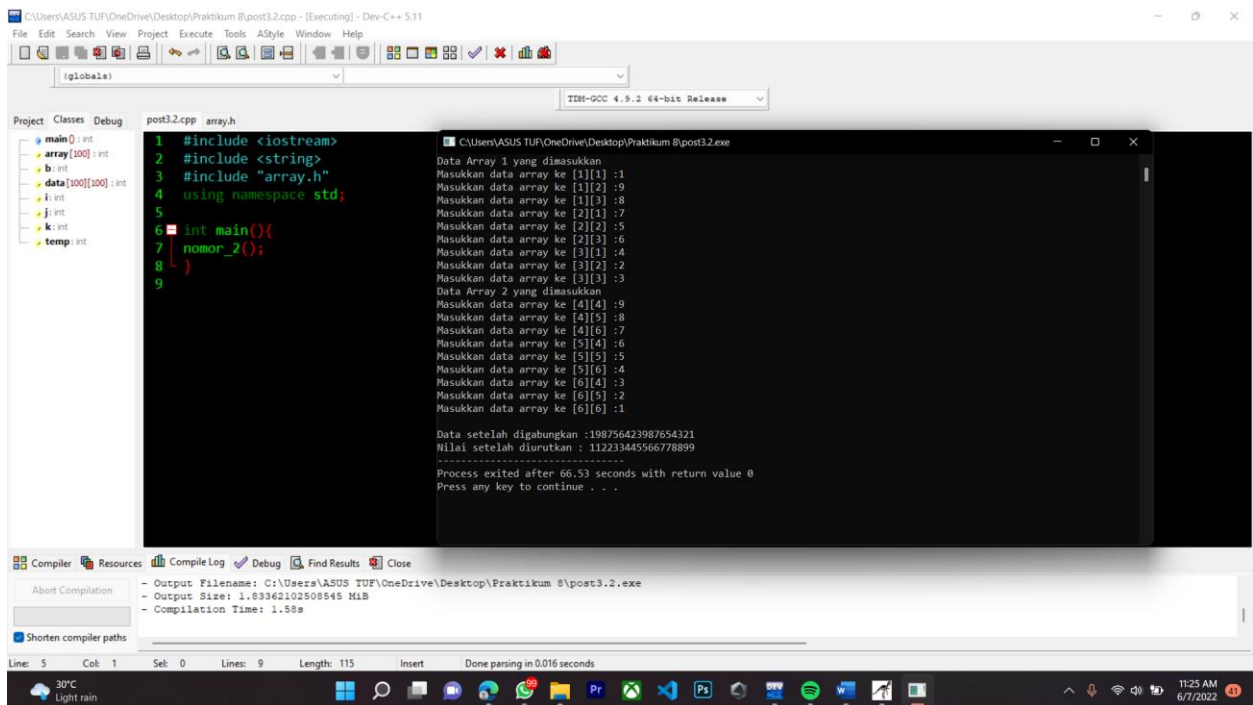 C:\Users\ASUS TUF\OneDrive\Desktop\Praktikum 8\post3.2.cpp - [Executing] - Dev-C++ 5.11
File Edit Search View Project Execute Tools AStyle Window Help
(globals)
TDM-GCC 4.9.2 64-bit Release
Project Classes Debug
post3.2.cpp array.h
main() : int
array [100] : int
b : int
data [100][100] : int
i : int
j : int
k : int
temp : int
1 #include <iostream>
2 #include <string>
3 #include "array.h"
4 using namespace std;
5
6 int main(){
7 nomor_2();
8 }
9
C:\Users\ASUS TUF\OneDrive\Desktop\Praktikum 8\post3.2.exe
Data Array 1 yang dimasukkan
Masukkan data array ke [1][1] :1
Masukkan data array ke [1][2] :9
Masukkan data array ke [1][3] :8
Masukkan data array ke [2][1] :7
Masukkan data array ke [2][2] :5
Masukkan data array ke [2][3] :6
Masukkan data array ke [3][1] :4
Masukkan data array ke [3][2] :2
Masukkan data array ke [3][3] :3
Data Array 2 yang dimasukkan
Masukkan data array ke [4][4] :9
Masukkan data array ke [4][5] :8
Masukkan data array ke [4][6] :7
Masukkan data array ke [5][4] :6
Masukkan data array ke [5][5] :5
Masukkan data array ke [5][6] :4
Masukkan data array ke [6][4] :3
Masukkan data array ke [6][5] :2
Masukkan data array ke [6][6] :1
Data setelah digabungkan :198756423987654321
Nilai setelah diurutkan : 112233445566778899
--------------------------------
Process exited after 66.53 seconds with return value 0
Press any key to continue . . .
Compiler Resources Compile Log Debug Find Results Close
Abort Compilation
Shorten compiler paths
- Output Filename: C:\Users\ASUS TUF\OneDrive\Desktop\Praktikum 8\post3.2.exe
- Output Size: 1.83362102508545 MiB
- Compilation Time: 1.58s
Line: 5 Col: 1 Sel: 0 Lines: 9 Length: 115 Insert Done parsing in 0.016 seconds
30°C
Light rain
99
Pr
Ps
DEV
W
11:25 AM
6/7/2022
41